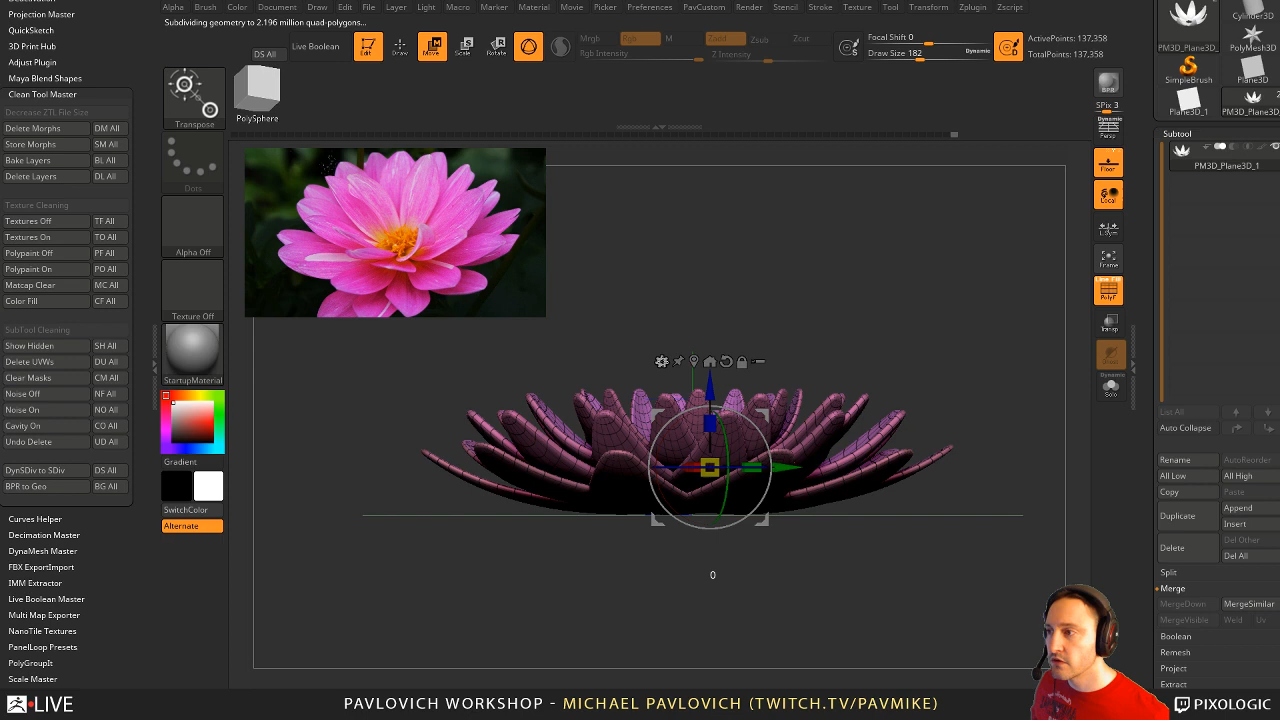 Alpha Brush Color Document Draw Edit File Layer Light Macro Marker Material Movie Picker Preferences PavCustom Render Stencil Stroke Texture Tool Transform Zplugin Zscript
Subdividing geometry to 2.196 million quad-polygons...
Projection Master
QuickSketch
3D Print Hub
Adjust Plugin
Maya Blend Shapes
Clean Tool Master
Decrease ZTL File Size
Delete Morphs DM All
Store Morphs SM All
Bake Layers BL All
Delete Layers DL All
Texture Cleaning
Textures Off TF All
Textures On TO All
Polypaint Off PF All
Polypaint On PO All
Matcap Clear MC All
Color Fill CF All
SubTool Cleaning
Show Hidden SH All
Delete UVWs DU All
Clear Masks CM All
Noise Off NF All
Noise On NO All
Cavity On CO All
Undo Delete UD All
DynSDiv to SDiv DS All
BPR to Geo BG All
Curves Helper
Decimation Master
DynaMesh Master
FBX ExportImport
IMM Extractor
Live Boolean Master
Multi Map Exporter
NanoTile Textures
PanelLoop Presets
PolyGroupIt
Scale Master
DS All
Live Boolean
Edit
Draw
Move
Scale
Rotate
Rgb
M
Rgb Intensity
Zadd
Zsub
Zcut
Z Intensity
Focal Shift 0
Draw Size 182
Dynamic
ActivePoints: 137,358
TotalPoints: 137,358
Transpose
PolySphere
Dots
Alpha Off
Texture Off
StartupMaterial
Gradient
SwitchColor
Alternate
0
BPR
SPix 3
Dynamic
Persp
Floor
Local
Frame
PolyF
Transp
Dynamic
Solo
PM3D_Plane3D_
Cylinder3D
PolyMesh3D
SimpleBrush
Plane3D
Plane3D_1
PM3D_Plane3D_
Subtool
PM3D_Plane3D_1
List All
Auto Collapse
Rename AutoReorder
All Low All High
Copy Paste
Duplicate
Append
Insert
Delete
Del Other
Del All
Split
Merge
MergeDown MergeSimilar
MergeVisible Weld Uv
Boolean
Remesh
Project
Extract
LIVE
PAVLOVICH WORKSHOP - MICHAEL PAVLOVICH (TWITCH.TV/PAVMIKE)
PIXOLOGIC